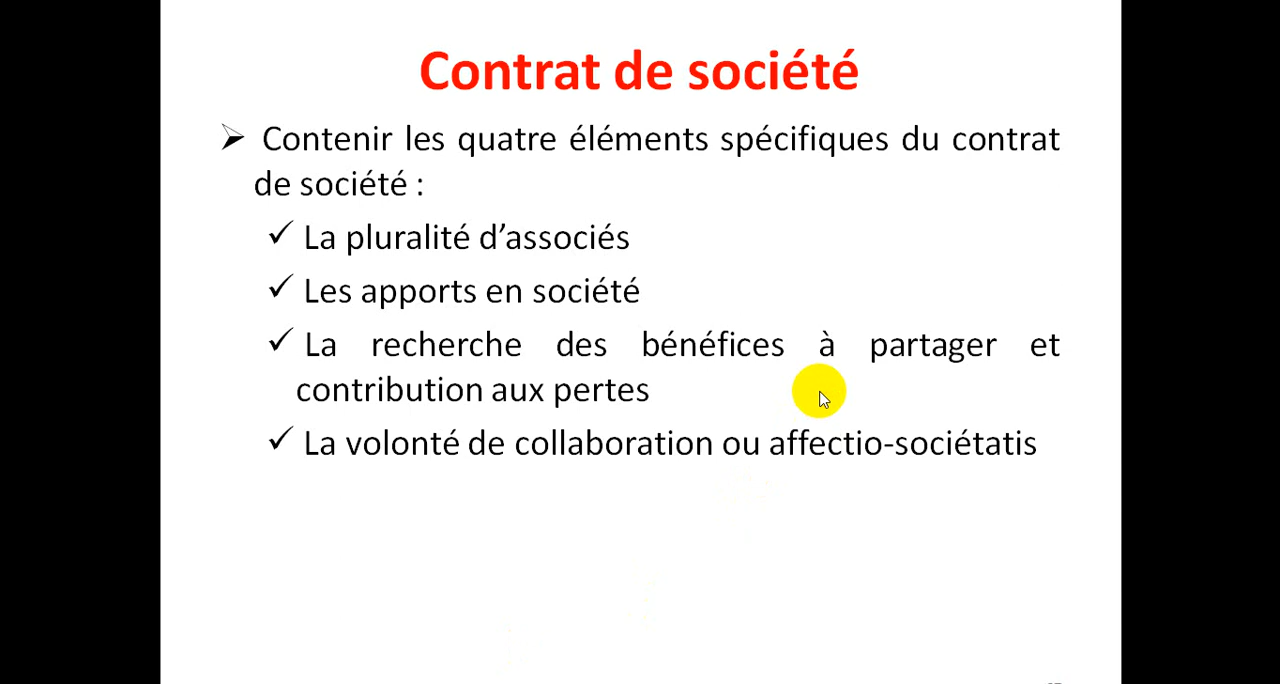 Contrat de société
➢ Contenir les quatre éléments spécifiques du contrat
de société :
✓ La pluralité d’associés
✓ Les apports en société
✓ La recherche des bénéfices à partager et
contribution aux pertes
✓ La volonté de collaboration ou affectio-sociétatis